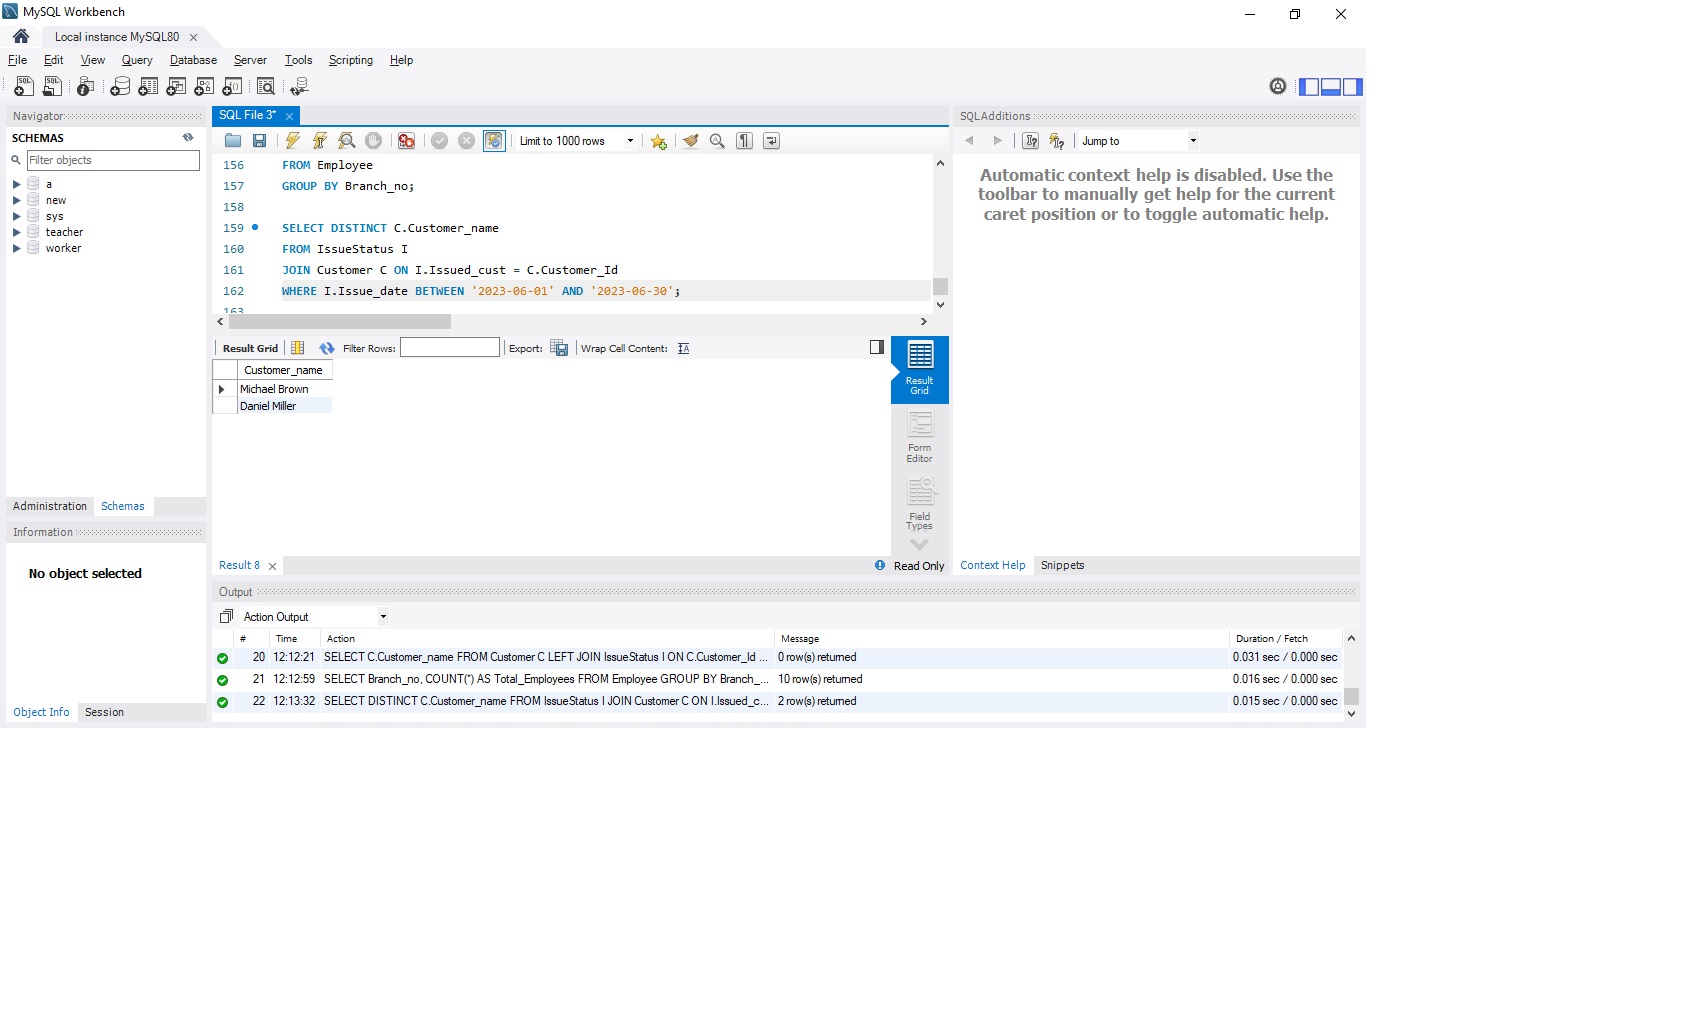 MySQL Workbench
Local instance MySQL80
File Edit View Query Database Server Tools Scripting Help
Navigator
SCHEMAS
Filter objects
a
new
sys
teacher
worker
Administration Schemas
Information
No object selected
Object Info Session
SQL File 3*
Limit to 1000 rows
156 FROM Employee
157 GROUP BY Branch_no;
158
159 SELECT DISTINCT C.Customer_name
160 FROM IssueStatus I
161 JOIN Customer C ON I.Issued_cust = C.Customer_Id
162 WHERE I.Issue_date BETWEEN '2023-06-01' AND '2023-06-30';
163
Result Grid Filter Rows: Export: Wrap Cell Content:
Customer_name
Michael Brown
Daniel Miller
Result
Grid
Form
Editor
Field
Types
Result 8 Read Only
SQLAdditions
Jump to
Automatic context help is disabled. Use the
toolbar to manually get help for the current
caret position or to toggle automatic help.
Context Help Snippets
Output
Action Output
# Time Action Message Duration / Fetch
20 12:12:21 SELECT C.Customer_name FROM Customer C LEFT JOIN IssueStatus I ON C.Customer_Id ... 0 row(s) returned 0.031 sec / 0.000 sec
21 12:12:59 SELECT Branch_no, COUNT(*) AS Total_Employees FROM Employee GROUP BY Branch_... 10 row(s) returned 0.016 sec / 0.000 sec
22 12:13:32 SELECT DISTINCT C.Customer_name FROM IssueStatus I JOIN Customer C ON I.Issued_c... 2 row(s) returned 0.015 sec / 0.000 sec